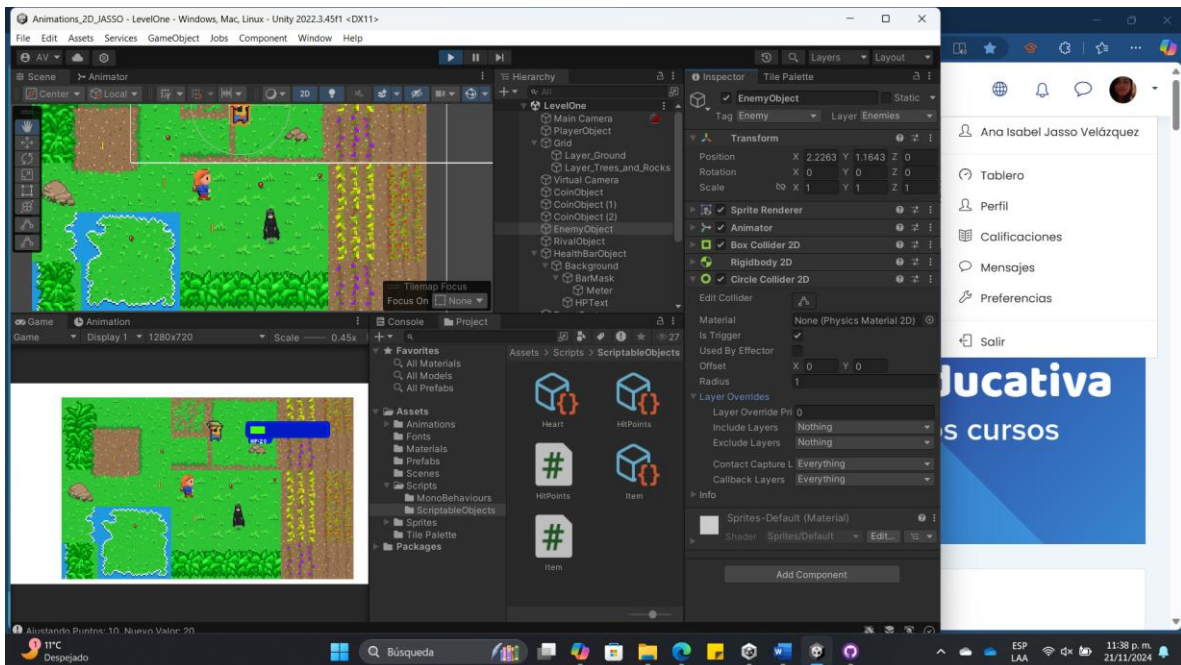 Animations_2D_JASSO - LevelOne - Windows, Mac, Linux - Unity 2022.3.45f1 <DX11>
File Edit Assets Services GameObject Jobs Component Window Help
AV
Layers Layout
Scene Animator
Center Local 2D
Tilemap Focus
Focus On None
Hierarchy
All
LevelOne
Main Camera
PlayerObject
Grid
Layer_Ground
Layer_Trees_and_Rocks
Virtual Camera
CoinObject
CoinObject (1)
CoinObject (2)
EnemyObject
RivalObject
HealthBarObject
Background
BarMask
Meter
HPText
Inspector Tile Palette
EnemyObject Static
Tag Enemy Layer Enemies
Transform
Position X 2.2263 Y 1.1643 Z 0
Rotation X 0 Y 0 Z 0
Scale X 1 Y 1 Z 1
Sprite Renderer
Animator
Box Collider 2D
Rigidbody 2D
Circle Collider 2D
Edit Collider
Material None (Physics Material 2D)
Is Trigger
Used By Effector
Offset X 0 Y 0
Radius 1
Layer Overrides
Layer Override Pri 0
Include Layers Nothing
Exclude Layers Nothing
Contact Capture L Everything
Callback Layers Everything
Info
Sprites-Default (Material)
Shader Sprites/Default Edit...
Add Component
Game Animation
Game Display 1 1280x720 Scale 0.45x
Console Project
27
Favorites
All Materials
All Models
All Prefabs
Assets
Animations
Fonts
Materials
Prefabs
Scenes
Scripts
MonoBehaviours
ScriptableObjects
Sprites
Tile Palette
Packages
Assets > Scripts > ScriptableObjects
Heart HitPoints
HitPoints Item
Item
Ajustando Puntos: 10. Nuevo Valor: 20
Ana Isabel Jasso Velázquez
Tablero
Perfil
Calificaciones
Mensajes
Preferencias
Salir
ducativa
s cursos
1
11°C
Despejado
Búsqueda
ESP
LAA
11:38 p. m.
21/11/2024